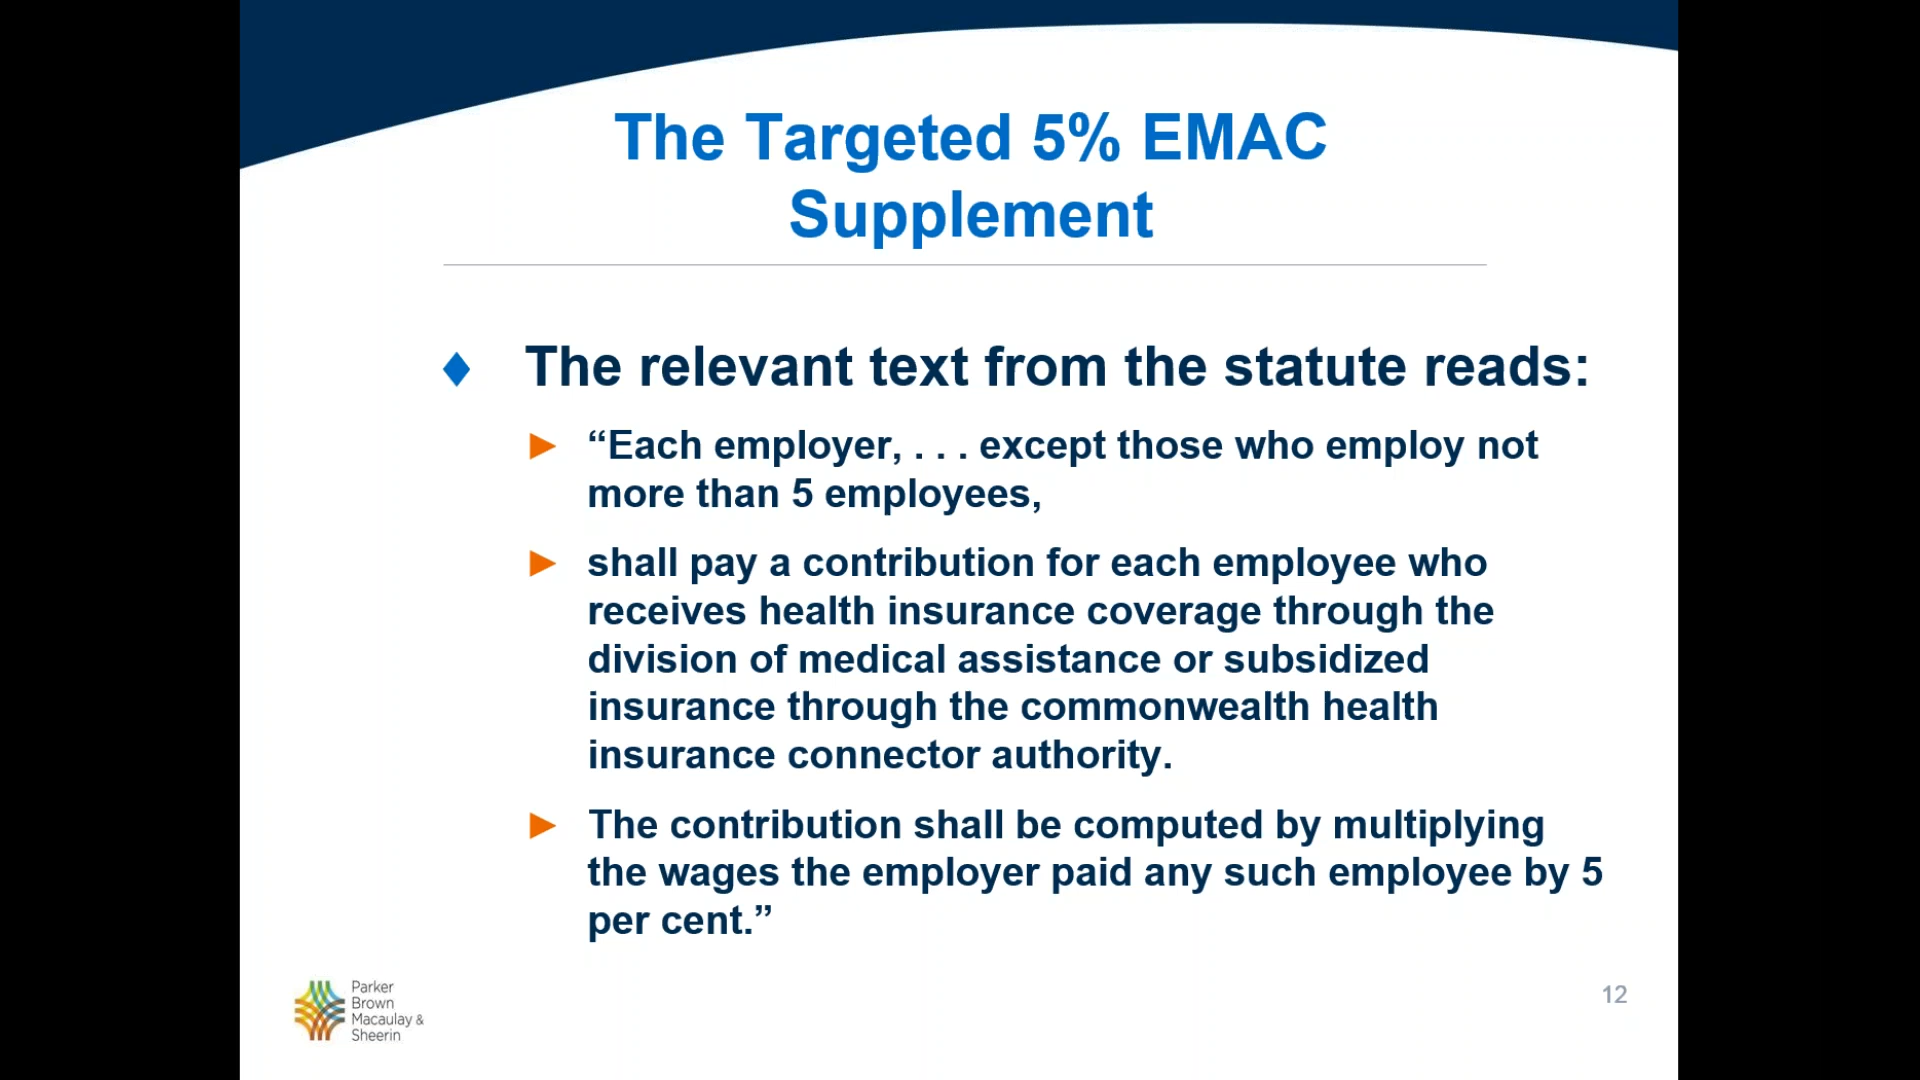 The Targeted 5% EMAC
Supplement
The relevant text from the statute reads:
“Each employer, . . . except those who employ not
more than 5 employees,
shall pay a contribution for each employee who
receives health insurance coverage through the
division of medical assistance or subsidized
insurance through the commonwealth health
insurance connector authority.
The contribution shall be computed by multiplying
the wages the employer paid any such employee by 5
per cent.”
Parker
Brown
Macaulay &
Sheerin
12